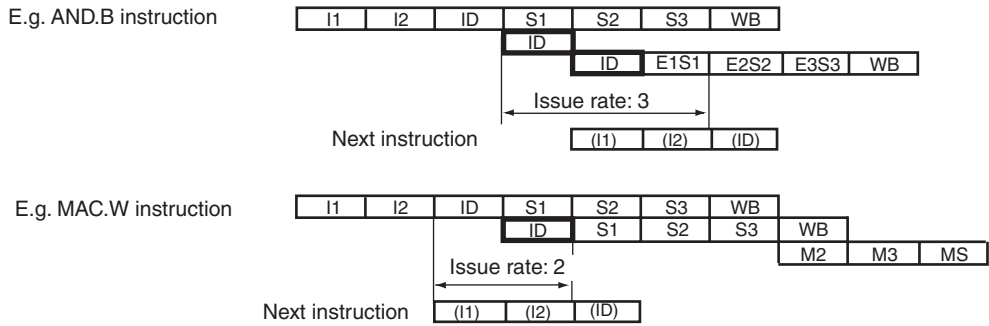 E.g. AND.B instruction
I1 I2 ID S1 S2 S3 WB
ID
ID E1S1 E2S2 E3S3 WB
Issue rate: 3
Next instruction (I1) (I2) (ID)
E.g. MAC.W instruction
I1 I2 ID S1 S2 S3 WB
ID S1 S2 S3 WB
M2 M3 MS
Issue rate: 2
Next instruction (I1) (I2) (ID)